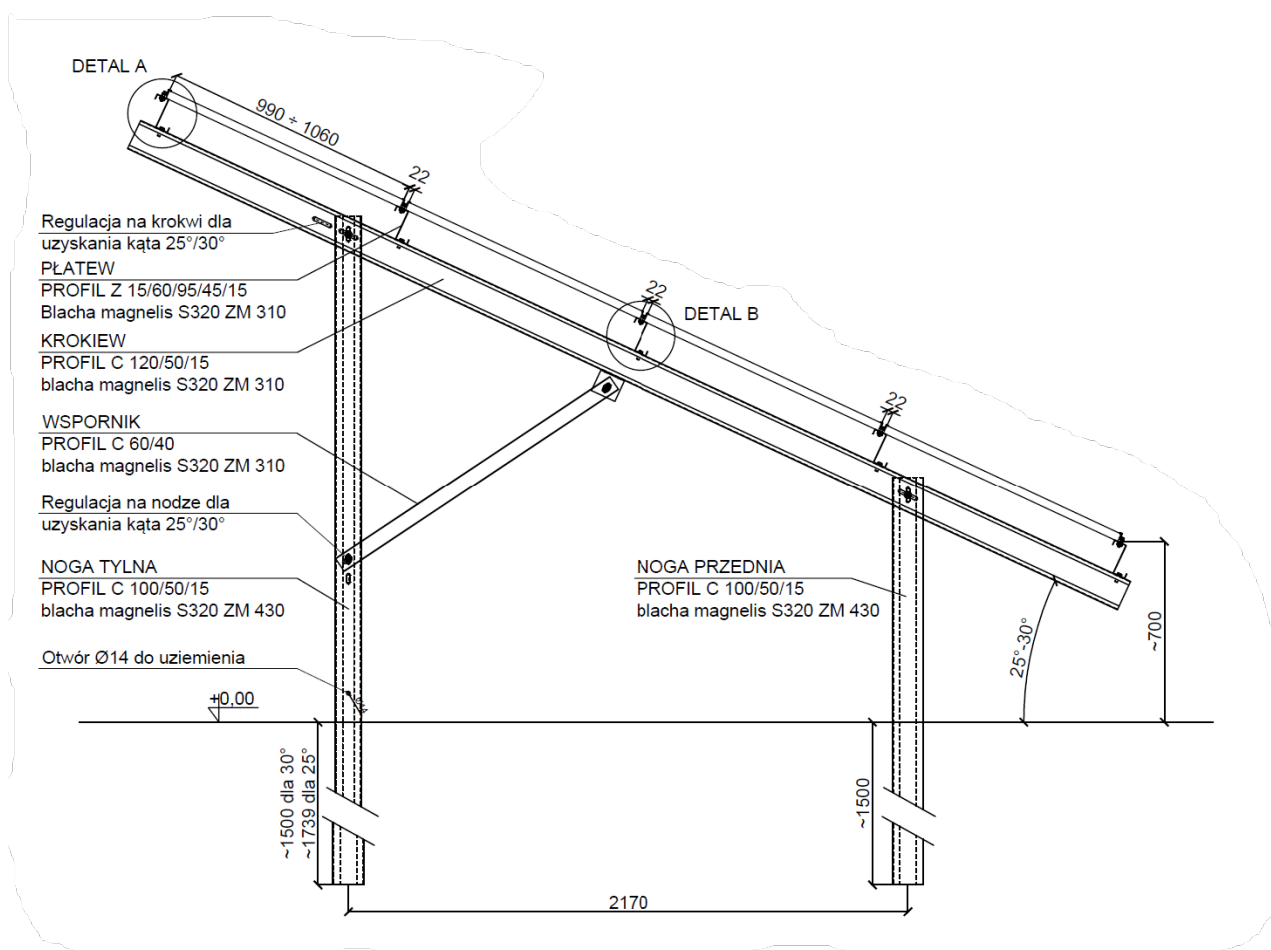 DETAL A
990 ÷ 1060
22
Regulacja na krokwi dla
uzyskania kąta 25°/30°
PŁATEW
PROFIL Z 15/60/95/45/15
Blacha magnelis S320 ZM 310
22
DETAL B
KROKIEW
PROFIL C 120/50/15
blacha magnelis S320 ZM 310
22
WSPORNIK
PROFIL C 60/40
blacha magnelis S320 ZM 310
Regulacja na nodze dla
uzyskania kąta 25°/30°
NOGA TYLNA
PROFIL C 100/50/15
blacha magnelis S320 ZM 430
NOGA PRZEDNIA
PROFIL C 100/50/15
blacha magnelis S320 ZM 430
25°-30°
~700
Otwór Ø14 do uziemienia
Ø14
+0,00
~1500 dla 30°
~1739 dla 25°
~1500
2170